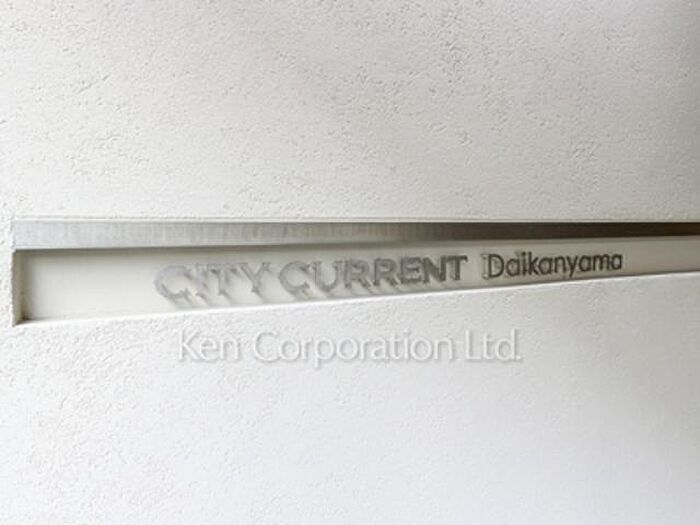 CITY CURRENT Daikanyama
Ken Corporation Ltd.